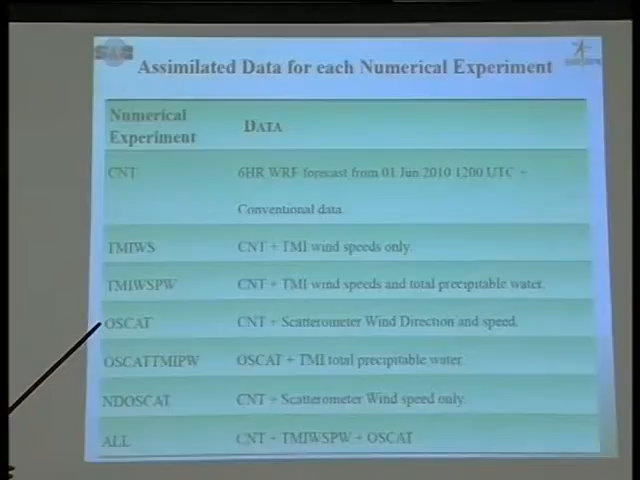 SAC
Assimilated Data for each Numerical Experiment
Numerical
Experiment
DATA
CNT
6HR WRF forecast from 01 Jun 2010 1200 UTC +
Conventional data.
TMIWS
CNT + TMI wind speeds only.
TMIWSPW
CNT + TMI wind speeds and total precipitable water.
OSCAT
CNT + Scatterometer Wind Direction and speed.
OSCATTMIPW
OSCAT + TMI total precipitable water.
NDOSCAT
CNT + Scatterometer Wind speed only.
ALL
CNT + TMIWSPW + OSCAT